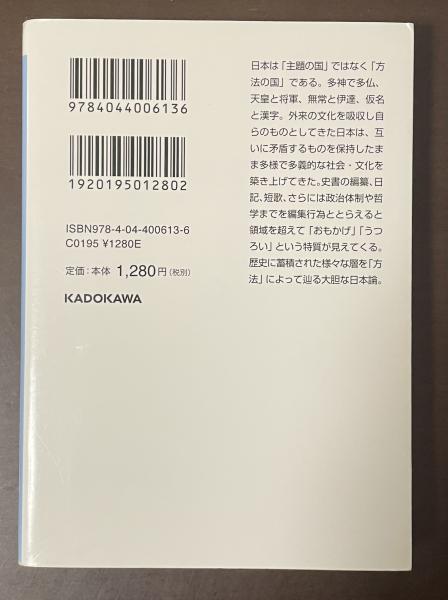 9784044006136
1920195012802
ISBN978-4-04-400613-6
C0195 ¥1280E
定価：本体 1,280円（税別）
KADOKAWA
日本は「主題の国」ではなく「方
法の国」である。多神で多仏、
天皇と将軍、無常と伊達、仮名
と漢字。外来の文化を吸収し自
らのものとしてきた日本は、互
いに矛盾するものを保持したま
まま多様で多義的な社会・文化を
築き上げてきた。史書の編纂、日
記、短歌、さらには政治体制や哲
学までを編集行為ととらえると
領域を超えて「おもかげ」「うつ
ろい」という特質が見えてくる。
歴史に蓄積された様々な層を「方
法」によって辿る大胆な日本論。